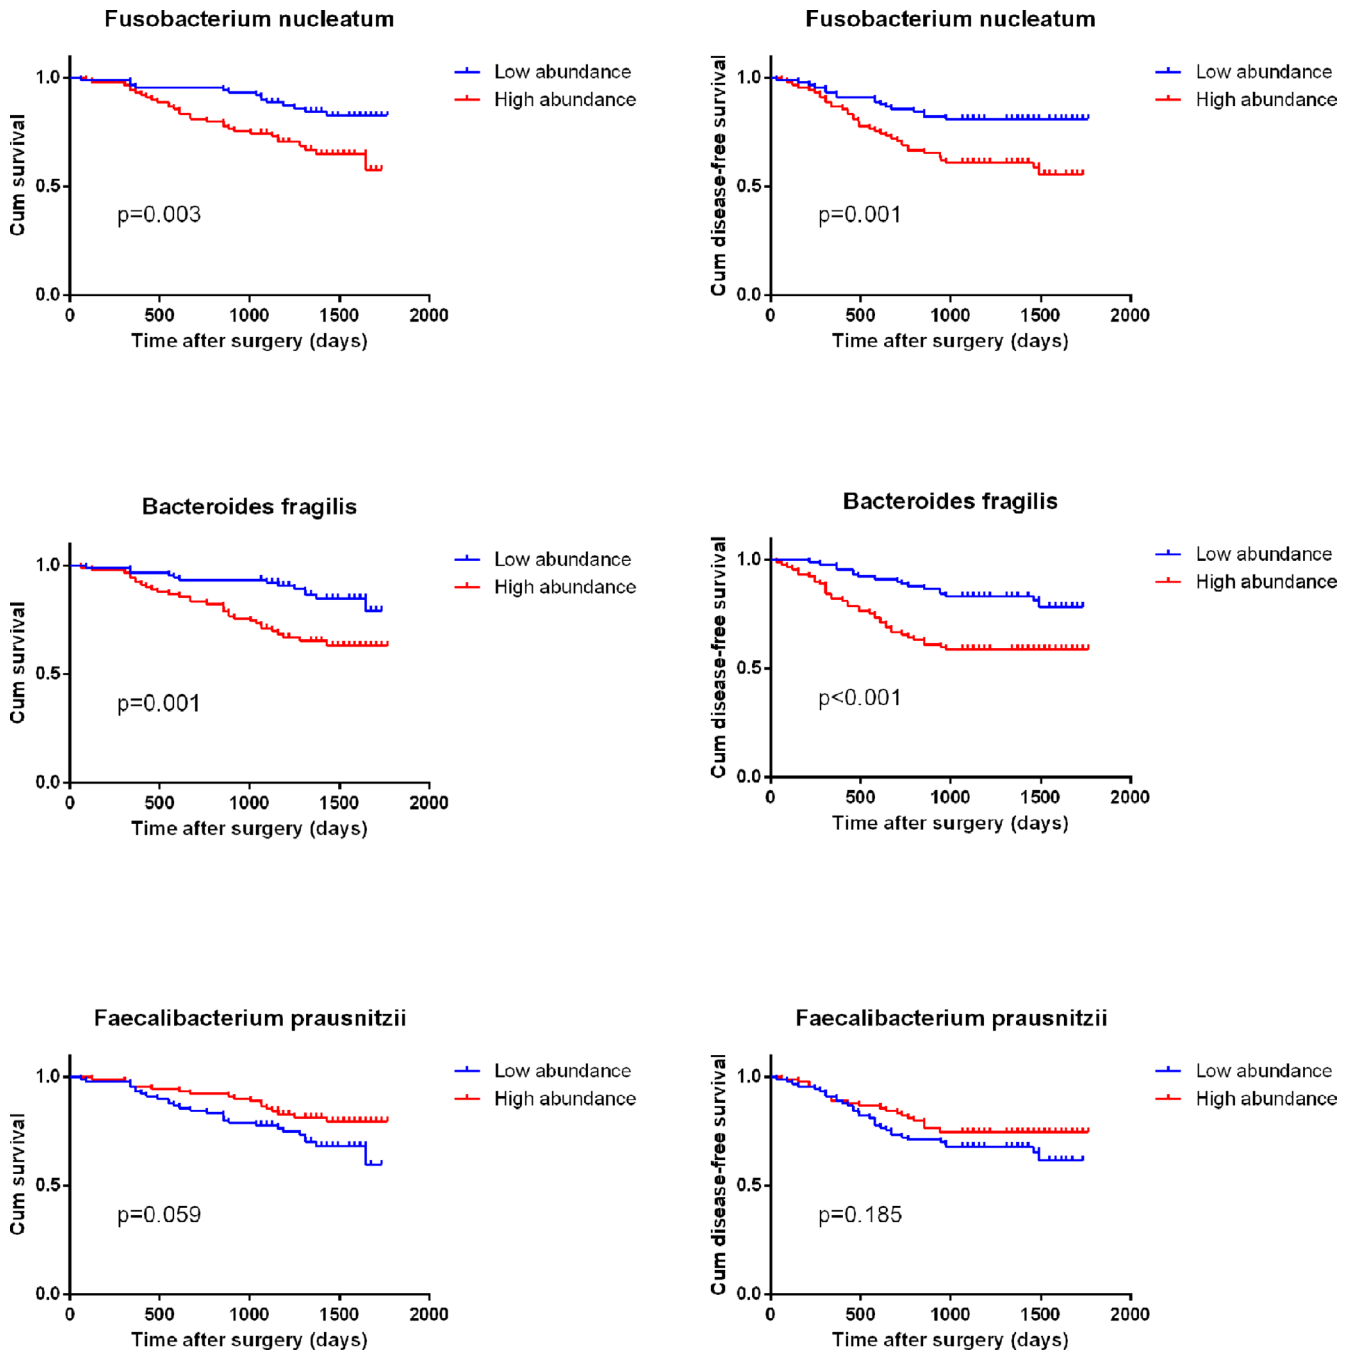 Fusobacterium nucleatum
Low abundance
High abundance
Cum survival
1.0
0.5
0.0
p=0.003
0 500 1000 1500 2000
Time after surgery (days)
Fusobacterium nucleatum
Low abundance
High abundance
Cum disease-free survival
1.0
0.5
0.0
p=0.001
0 500 1000 1500 2000
Time after surgery (days)
Bacteroides fragilis
Low abundance
High abundance
Cum survival
1.0
0.5
0.0
p=0.001
0 500 1000 1500 2000
Time after surgery (days)
Bacteroides fragilis
Low abundance
High abundance
Cum disease-free survival
1.0
0.5
0.0
p<0.001
0 500 1000 1500 2000
Time after surgery (days)
Faecalibacterium prausnitzii
Low abundance
High abundance
Cum survival
1.0
0.5
0.0
p=0.059
0 500 1000 1500 2000
Time after surgery (days)
Faecalibacterium prausnitzii
Low abundance
High abundance
Cum disease-free survival
1.0
0.5
0.0
p=0.185
0 500 1000 1500 2000
Time after surgery (days)